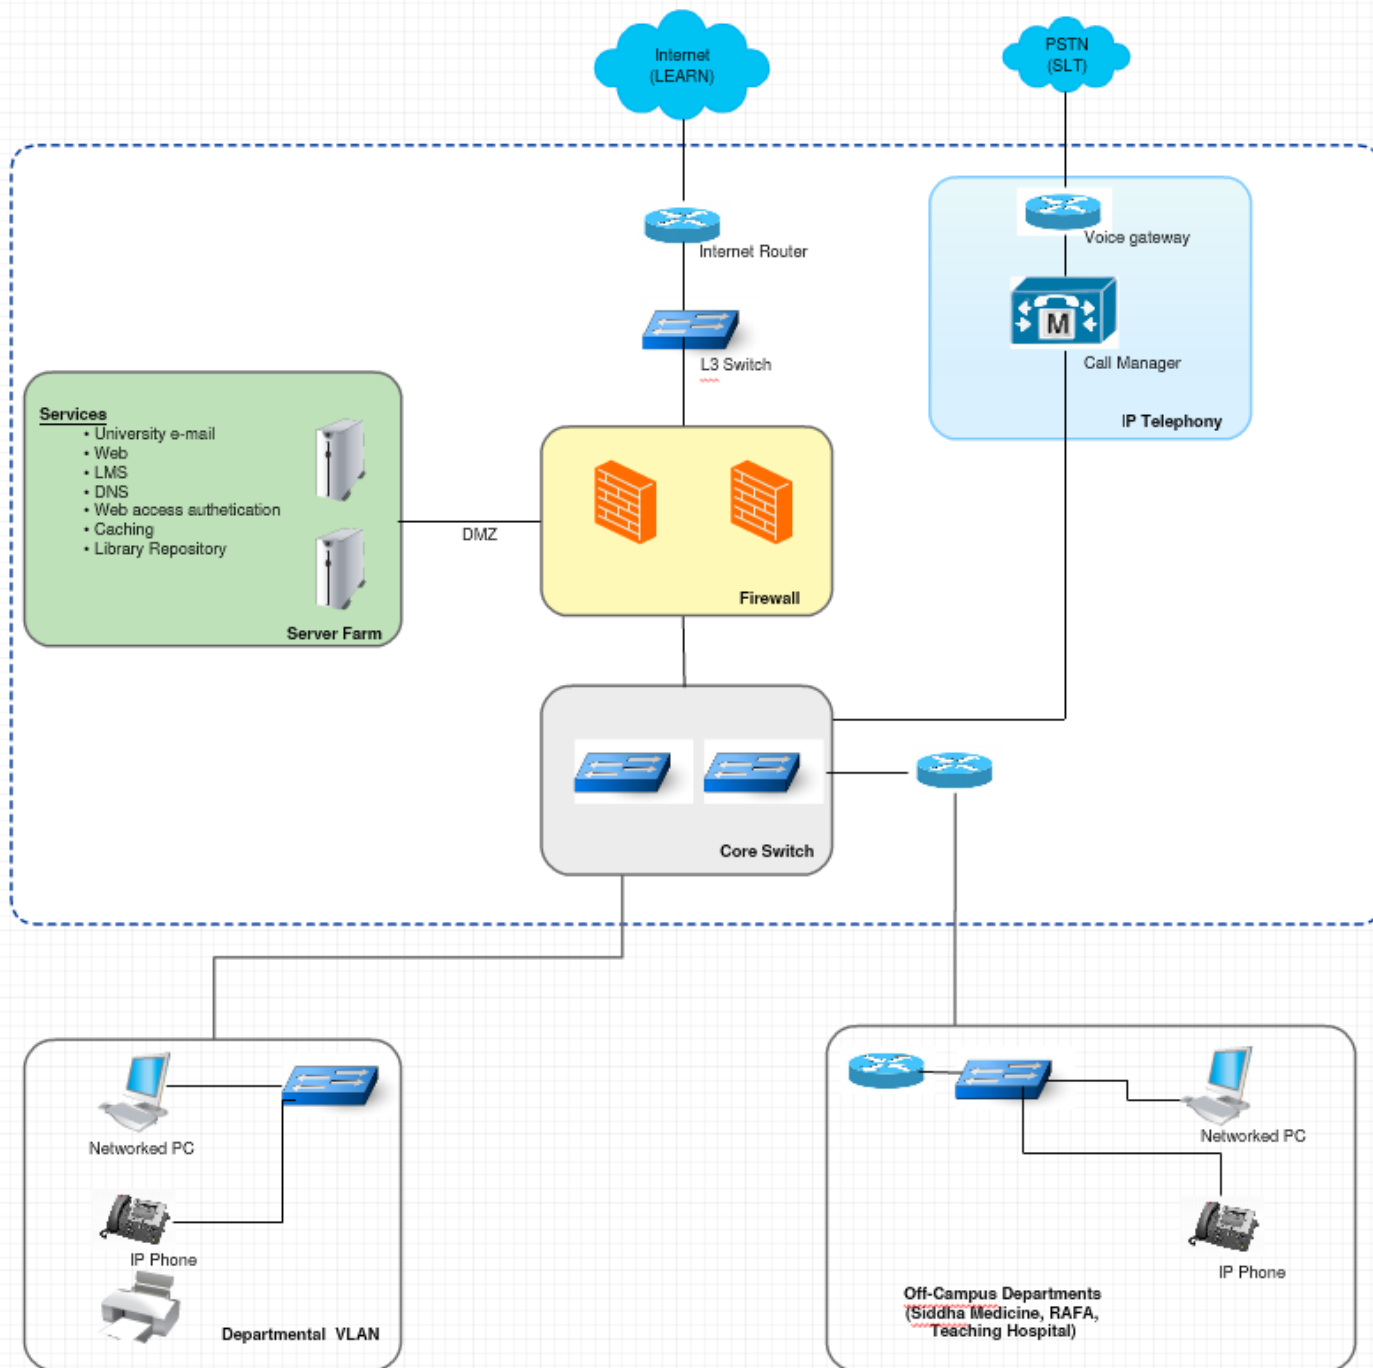 Internet
(LEARN)
PSTN
(SLT)
Internet Router
Voice gateway
L3 Switch
M
Call Manager
IP Telephony
Services
• University e-mail
• Web
• LMS
• DNS
• Web access authetication
• Caching
• Library Repository
Server Farm
DMZ
Firewall
Core Switch
Networked PC
IP Phone
Departmental VLAN
Networked PC
IP Phone
Off-Campus Departments
(Siddha Medicine, RAFA,
Teaching Hospital)